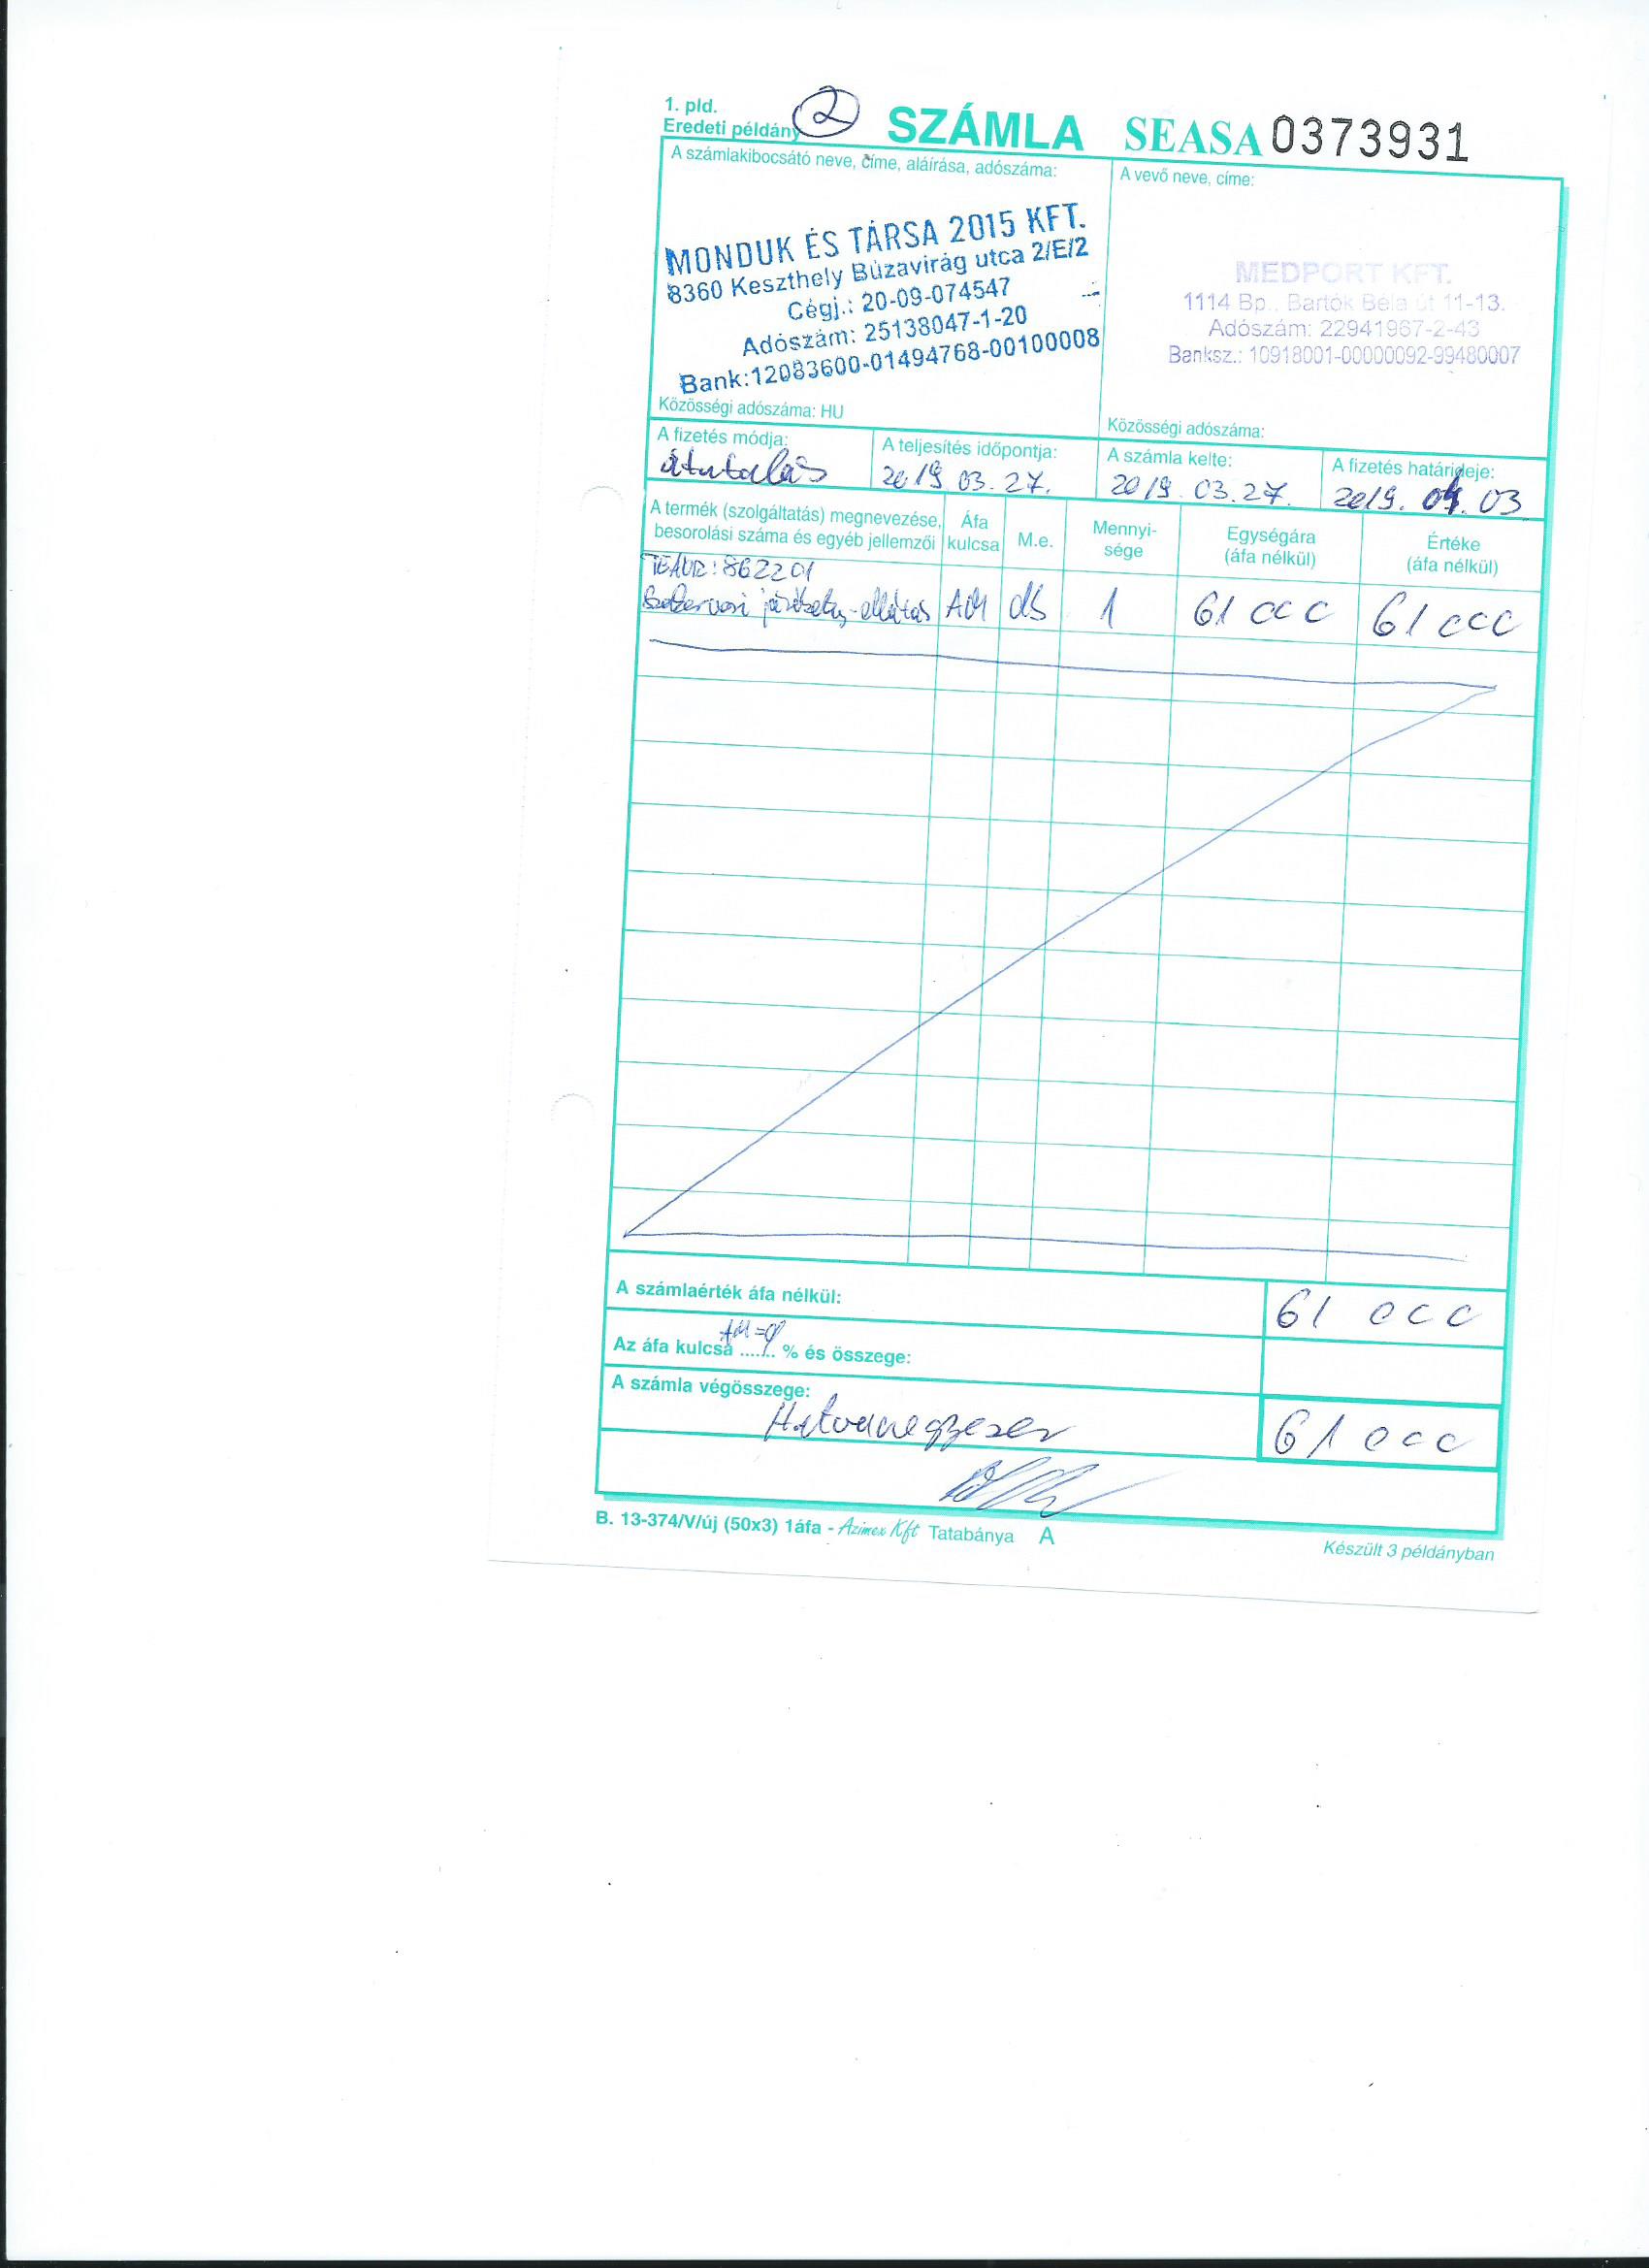 1. pld.
Eredeti példány
2
SZÁMLA SEASA 0373931
A számlakibocsátó neve, címe, aláírása, adószáma:
MONDUK ÉS TÁRSA 2015 KFT.
8360 Keszthely Búzavirág utca 2/E/2
Cégj.: 20-09-074547
Adószám: 25138047-1-20
Bank:12083600-01494768-00100008
Közösségi adószáma: HU
A vevő neve, címe:
MEDPORT KFT.
1114 Bp., Bartók Béla út 11-13.
Adószám: 22941967-2-43
Banksz.: 10918001-00000092-99480007
Közösségi adószáma:
A fizetés módja:
átutalás
A teljesítés időpontja:
2019 03. 27.
A számla kelte:
2019. 03. 27.
A fizetés határideje:
2019. 04. 03
A termék (szolgáltatás) megnevezése,
besorolási száma és egyéb jellemzői
Áfa
kulcsa
M.e.
Mennyi-
sége
Egységára
(áfa nélkül)
Értéke
(áfa nélkül)
TEÁOR: 862201
Szakorvosi járóbeteg-ellátás AM db 1 61 000 61 000
A számlaérték áfa nélkül: 61 000
AM=0
Az áfa kulcsa ....... % és összege:
A számla végösszege:
Hatvanegyezer 61 000
B. 13-374/V/új (50x3) 1áfa - Azimex Kft Tatabánya A
Készült 3 példányban